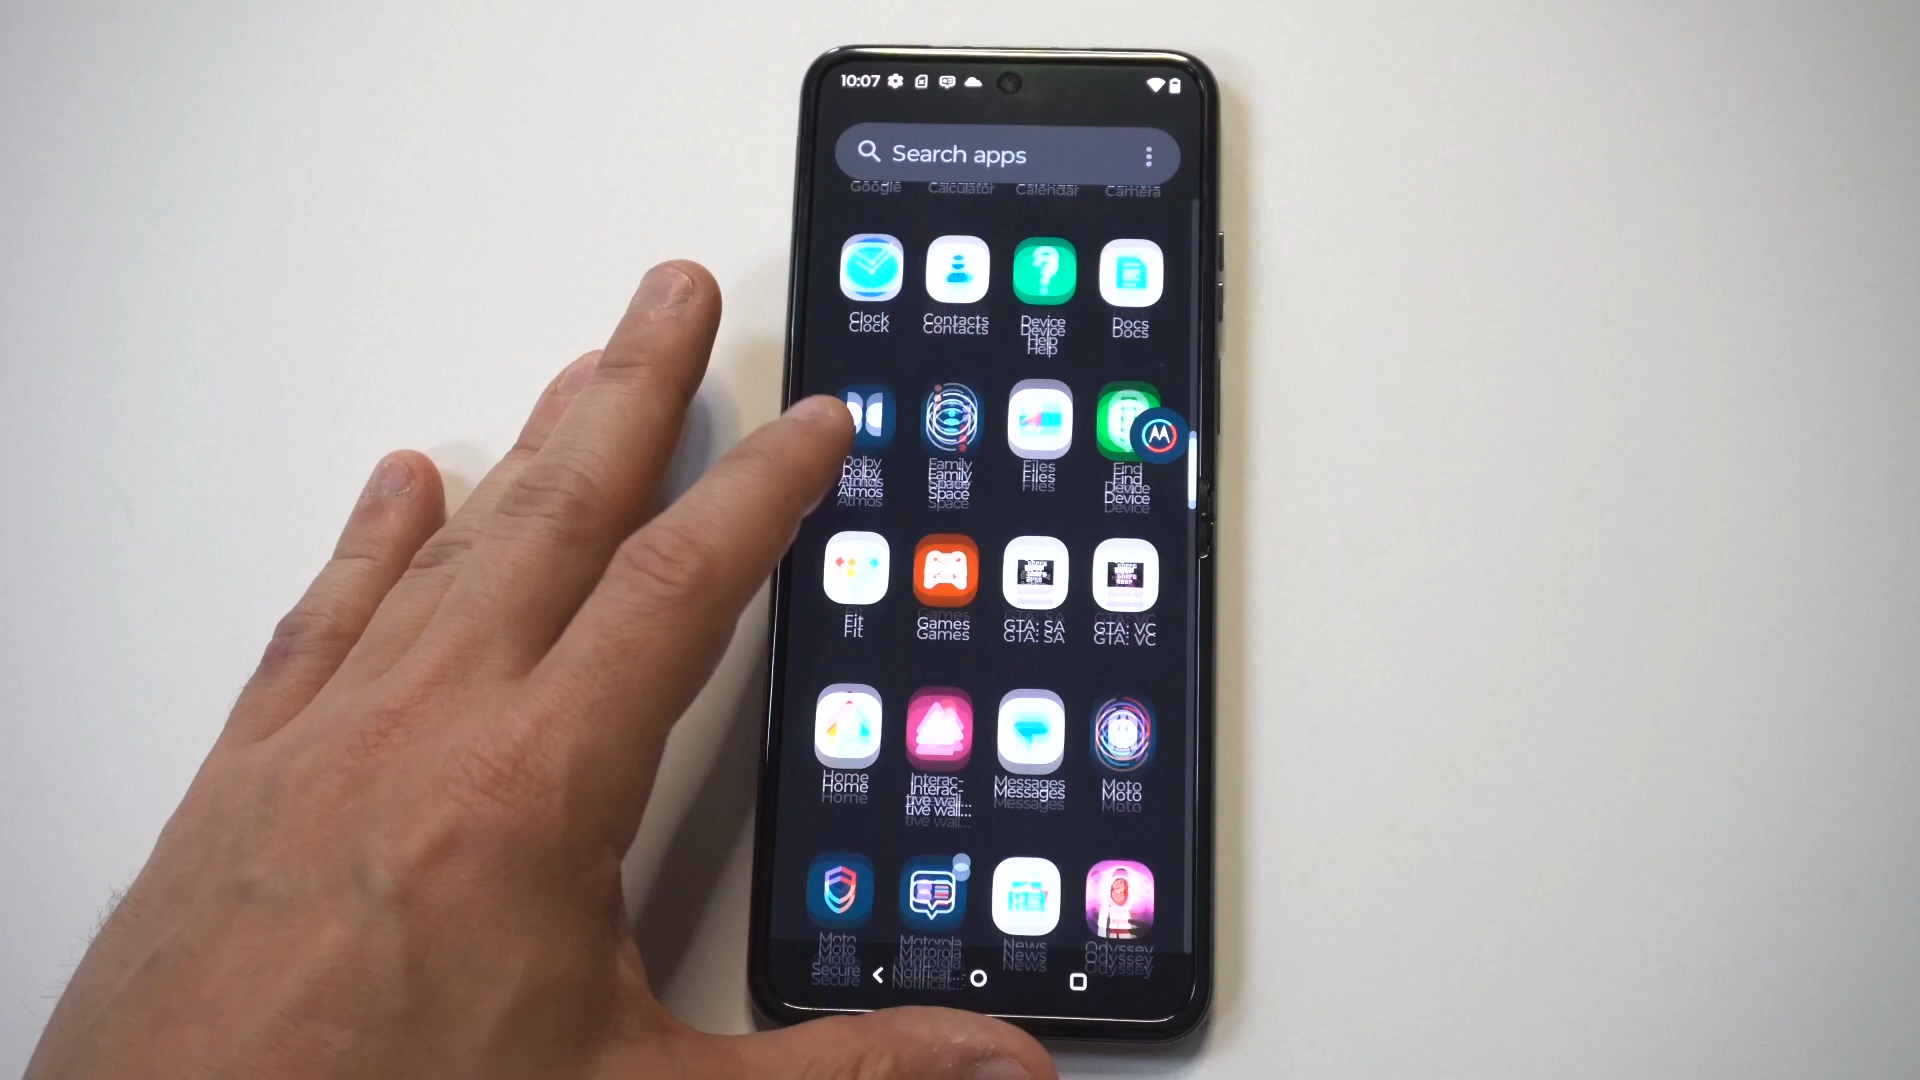 10:07
Search apps
Google Calculator Calendar Camera
Clock Contacts Device Help Docs
Dolby Atmos Family Space Files Find Device
Fit Games GTA: SA GTA: VC
Home Interac-tive wall... Messages Moto
Moto Secure Motorola Notificat... News Odyssey